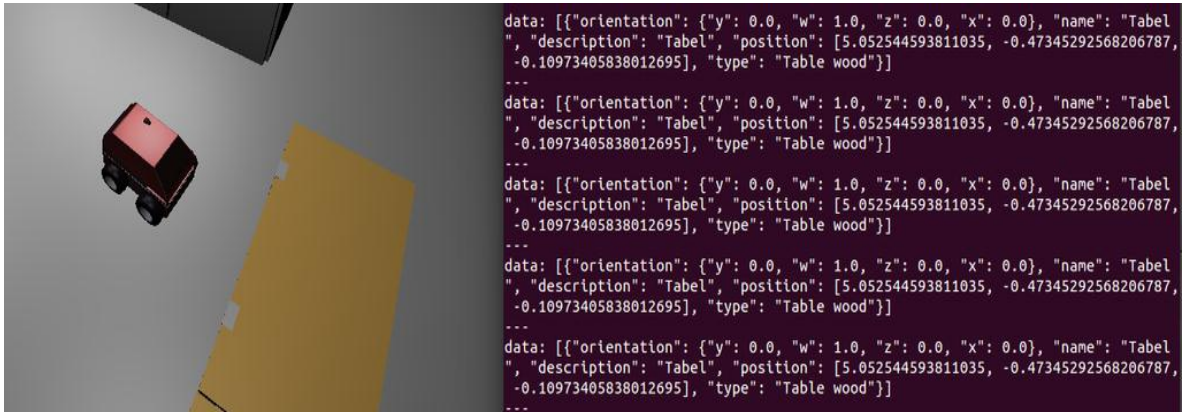 data: [{"orientation": {"y": 0.0, "w": 1.0, "z": 0.0, "x": 0.0}, "name": "Tabel
", "description": "Tabel", "position": [5.052544593811035, -0.47345292568206787,
 -0.10973405838012695], "type": "Table wood"}]
---
data: [{"orientation": {"y": 0.0, "w": 1.0, "z": 0.0, "x": 0.0}, "name": "Tabel
", "description": "Tabel", "position": [5.052544593811035, -0.47345292568206787,
 -0.10973405838012695], "type": "Table wood"}]
---
data: [{"orientation": {"y": 0.0, "w": 1.0, "z": 0.0, "x": 0.0}, "name": "Tabel
", "description": "Tabel", "position": [5.052544593811035, -0.47345292568206787,
 -0.10973405838012695], "type": "Table wood"}]
---
data: [{"orientation": {"y": 0.0, "w": 1.0, "z": 0.0, "x": 0.0}, "name": "Tabel
", "description": "Tabel", "position": [5.052544593811035, -0.47345292568206787,
 -0.10973405838012695], "type": "Table wood"}]
---
data: [{"orientation": {"y": 0.0, "w": 1.0, "z": 0.0, "x": 0.0}, "name": "Tabel
", "description": "Tabel", "position": [5.052544593811035, -0.47345292568206787,
 -0.10973405838012695], "type": "Table wood"}]
---